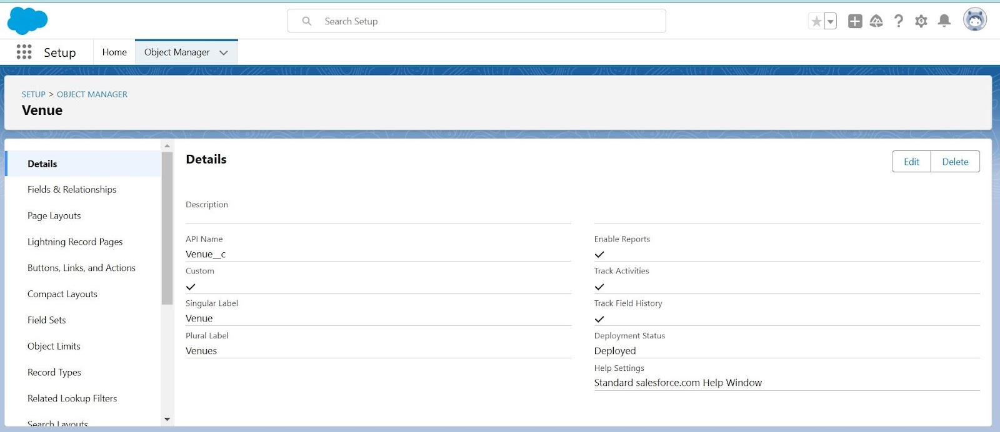 Search Setup
Setup
Home
Object Manager
SETUP > OBJECT MANAGER
Venue
Details
Fields & Relationships
Page Layouts
Lightning Record Pages
Buttons, Links, and Actions
Compact Layouts
Field Sets
Object Limits
Record Types
Related Lookup Filters
Search Layouts
Details
Edit
Delete
Description
API Name
Venue__c
Custom
Singular Label
Venue
Plural Label
Venues
Enable Reports
Track Activities
Track Field History
Deployment Status
Deployed
Help Settings
Standard salesforce.com Help Window